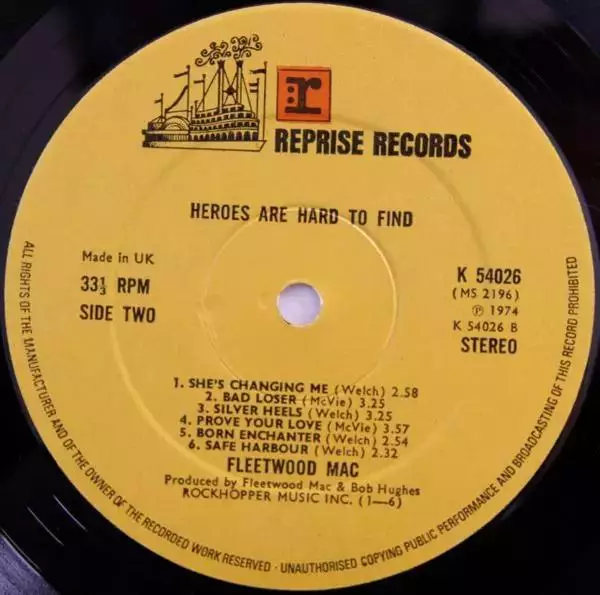 r
REPRISE RECORDS
HEROES ARE HARD TO FIND
Made in UK
33⅓ RPM
SIDE TWO
K 54026
(MS 2196)
℗ 1974
K 54026 B
STEREO
1. SHE'S CHANGING ME (Welch) 2.58
2. BAD LOSER (McVie) 3.25
3. SILVER HEELS (Welch) 3.25
4. PROVE YOUR LOVE (McVie) 3.57
5. BORN ENCHANTER (Welch) 2.54
6. SAFE HARBOUR (Welch) 2.32
FLEETWOOD MAC
Produced by Fleetwood Mac & Bob Hughes
ROCKHOPPER MUSIC INC. (1—6)
ALL RIGHTS OF THE MANUFACTURER AND OF THE OWNER OF THE RECORDED WORK RESERVED - UNAUTHORISED COPYING PUBLIC PERFORMANCE AND BROADCASTING OF THIS RECORD PROHIBITED